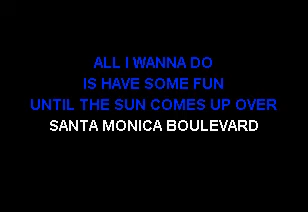 ALL I WANNA DO
IS HAVE SOME FUN
UNTIL THE SUN COMES UP OVER
SANTA MONICA BOULEVARD